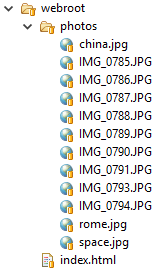 webroot
photos
china.jpg
IMG_0785.JPG
IMG_0786.JPG
IMG_0787.JPG
IMG_0788.JPG
IMG_0789.JPG
IMG_0790.JPG
IMG_0791.JPG
IMG_0793.JPG
IMG_0794.JPG
rome.jpg
space.jpg
index.html